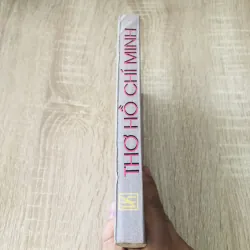 THƠ HỒ CHÍ MINH